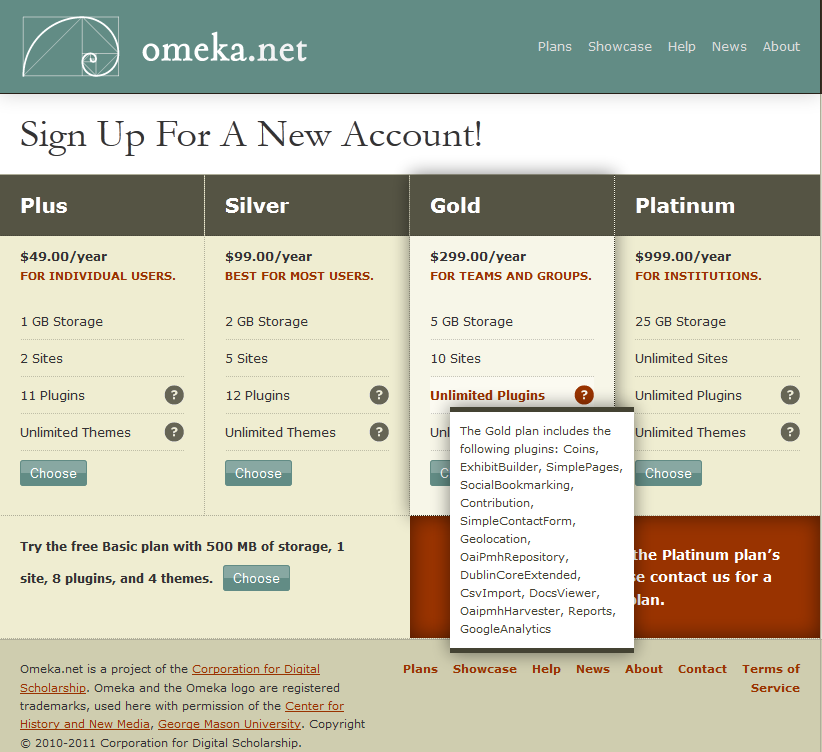 omeka.net
Plans Showcase Help News About
Sign Up For A New Account!
Plus
$49.00/year
FOR INDIVIDUAL USERS.
1 GB Storage
2 Sites
11 Plugins ?
Unlimited Themes ?
Choose
Silver
$99.00/year
BEST FOR MOST USERS.
2 GB Storage
5 Sites
12 Plugins ?
Unlimited Themes ?
Choose
Gold
$299.00/year
FOR TEAMS AND GROUPS.
5 GB Storage
10 Sites
Unlimited Plugins ?
The Gold plan includes the
following plugins: Coins,
ExhibitBuilder, SimplePages,
SocialBookmarking,
Contribution,
SimpleContactForm,
Geolocation,
OaiPmhRepository,
DublinCoreExtended,
CsvImport, DocsViewer,
OaipmhHarvester, Reports,
GoogleAnalytics
Platinum
$999.00/year
FOR INSTITUTIONS.
25 GB Storage
Unlimited Sites
Unlimited Plugins ?
Unlimited Themes ?
Choose
Try the free Basic plan with 500 MB of storage, 1
site, 8 plugins, and 4 themes. Choose
the Platinum plan's
contact us for a
Omeka.net is a project of the Corporation for Digital
Scholarship. Omeka and the Omeka logo are registered
trademarks, used here with permission of the Center for
History and New Media, George Mason University. Copyright
© 2010-2011 Corporation for Digital Scholarship.
Plans Showcase Help News About Contact Terms of
Service